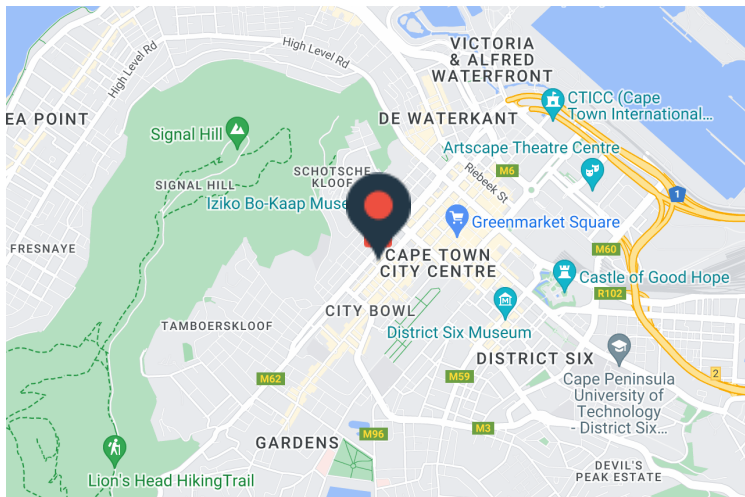 VICTORIA
& ALFRED
WATERFRONT
High Level Rd
High Level Rd
CTICC (Cape
Town International...
EA POINT
DE WATERKANT
Signal Hill
Artscape Theatre Centre
M6
SCHOTSCHE
KLOOF
Riebeek St
SIGNAL HILL
1
Iziko Bo-Kaap Muse
Greenmarket Square
FRESNAYE
M60
CAPE TOWN
CITY CENTRE
Castle of Good Hope
R102
CITY BOWL
TAMBOERSKLOOF
District Six Museum
DISTRICT SIX
M62
M59
2
Cape Peninsula
University of
Technology
- District Six...
M96
M3
GARDENS
DEVIL'S
PEAK ESTATE
Lion's Head HikingTrail